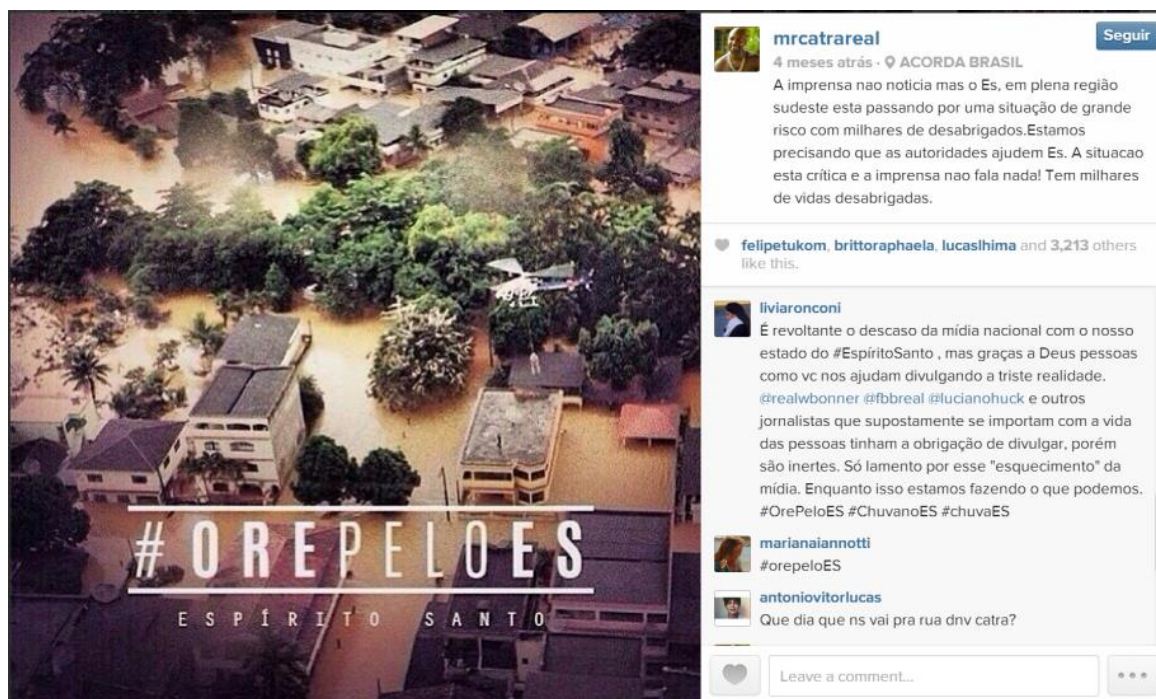 #OREPELOES
ESPÍRITO SANTO
mrcatrareal
Seguir
4 meses atrás · ACORDA BRASIL
A imprensa nao noticia mas o Es, em plena região
sudeste esta passando por uma situação de grande
risco com milhares de desabrigados.Estamos
precisando que as autoridades ajudem Es. A situacao
esta crítica e a imprensa nao fala nada! Tem milhares
de vidas desabrigadas.
felipetukom, brittoraphaela, lucaslhima and 3,213 others
like this.
liviaronconi
É revoltante o descaso da mídia nacional com o nosso
estado do #EspíritoSanto , mas graças a Deus pessoas
como vc nos ajudam divulgando a triste realidade.
@realwbonner @fbbreal @lucianohuck e outros
jornalistas que supostamente se importam com a vida
das pessoas tinham a obrigação de divulgar, porém
são inertes. Só lamento por esse "esquecimento" da
mídia. Enquanto isso estamos fazendo o que podemos.
#OrePeloES #ChuvanoES #chuvaES
marianaiannotti
#orepeloES
antoniovitorlucas
Que dia que ns vai pra rua dnv catra?
Leave a comment...